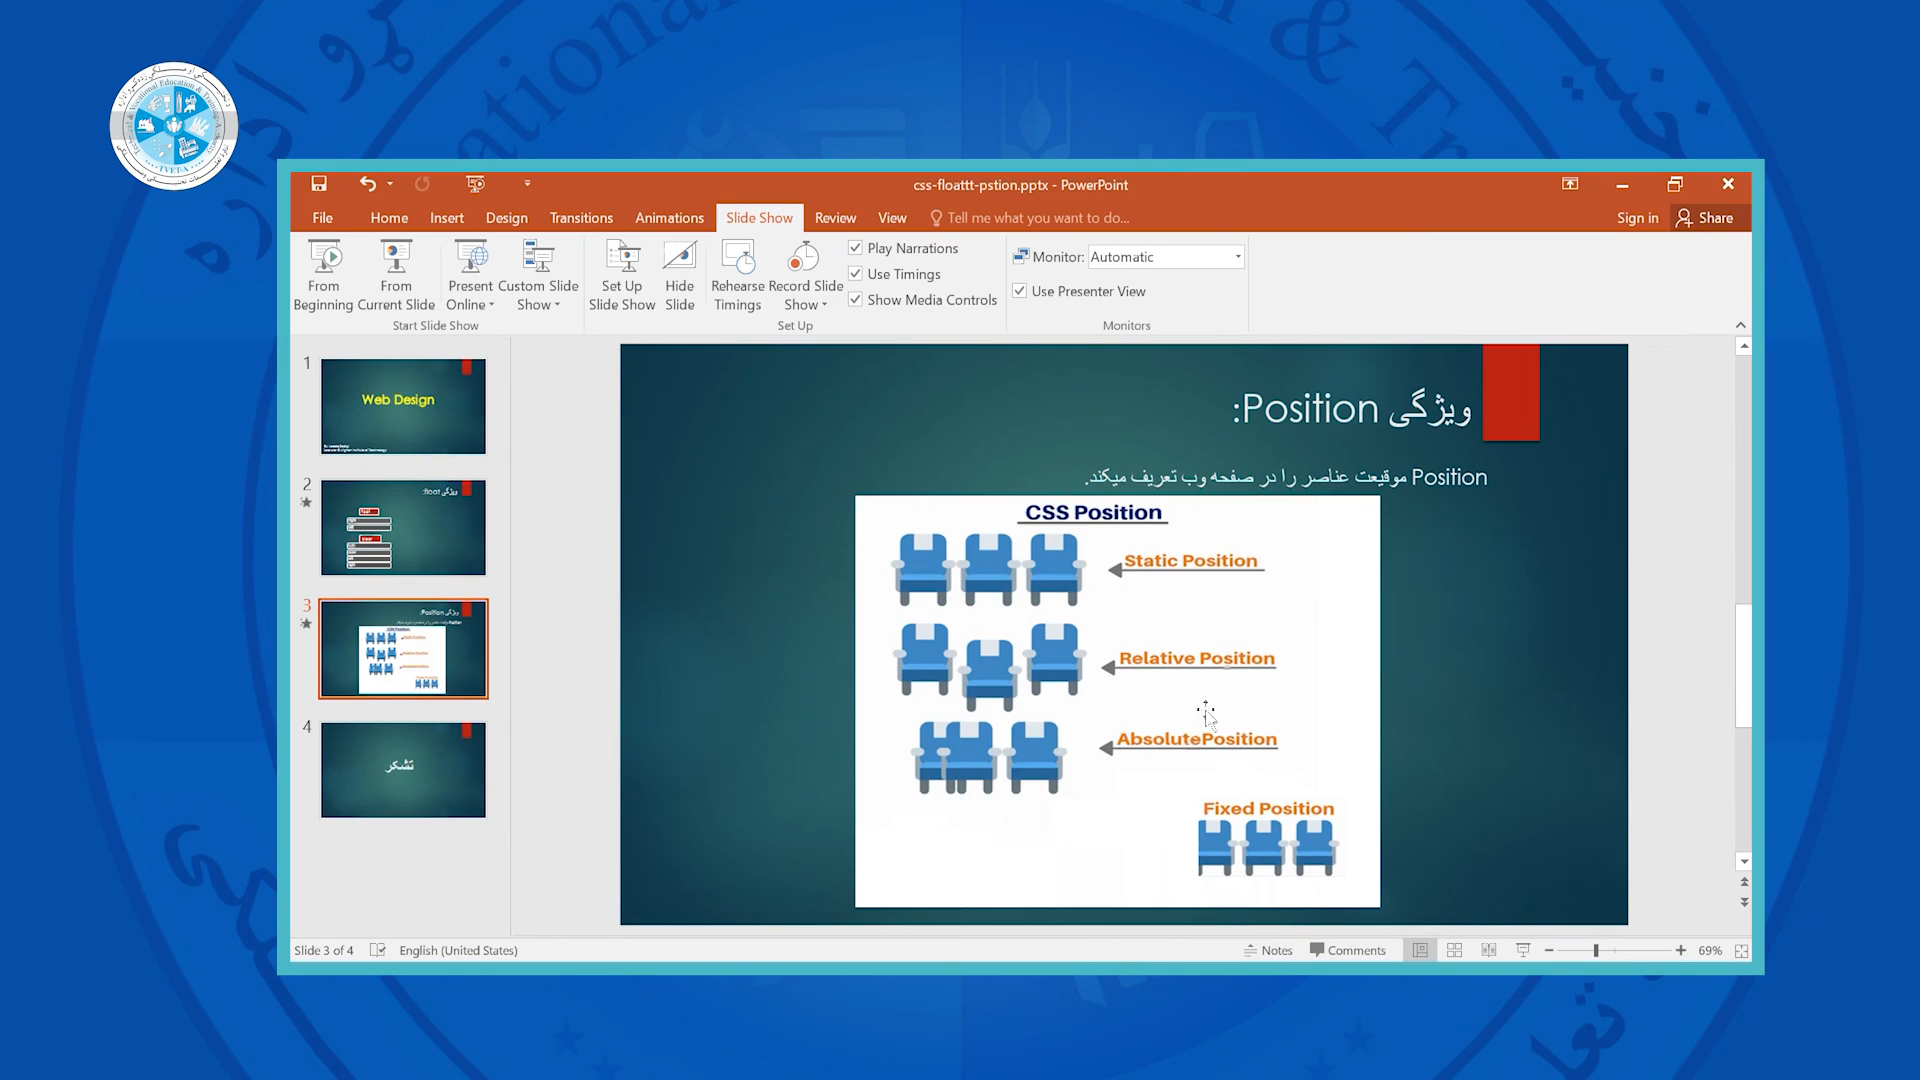 css-floattt-pstion.pptx - PowerPoint
File Home Insert Design Transitions Animations Slide Show Review View Tell me what you want to do... Sign in Share
From Beginning
From Current Slide
Present Online
Custom Slide Show
Start Slide Show
Set Up Slide Show
Hide Slide
Rehearse Timings
Record Slide Show
Play Narrations
Use Timings
Show Media Controls
Set Up
Monitor: Automatic
Use Presenter View
Monitors
1
Web Design
2
ویژگی float:
3
ویژگی Position:
4
تشکر
ویژگی Position:
Position موقیعت عناصر را در صفحه وب تعریف میکند.
CSS Position
Static Position
Relative Position
AbsolutePosition
Fixed Position
Slide 3 of 4 English (United States) Notes Comments 69%